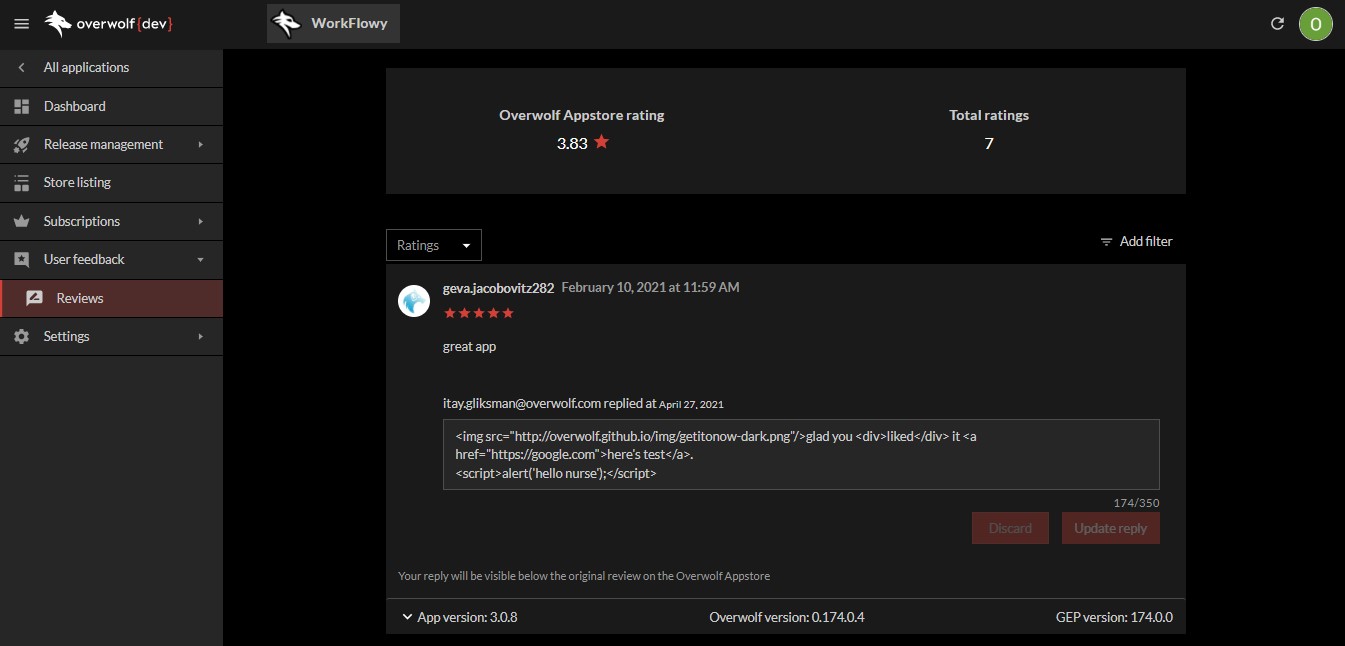 overwolf{dev}
WorkFlowy
O
All applications
Dashboard
Release management
Store listing
Subscriptions
User feedback
Reviews
Settings
Overwolf Appstore rating
3.83
Total ratings
7
Ratings
Add filter
geva.jacobovitz282 February 10, 2021 at 11:59 AM
great app
itay.gliksman@overwolf.com replied at April 27, 2021
<img src="http://overwolf.github.io/img/getitonow-dark.png"/>glad you <div>liked</div> it <a
href="https://google.com">here's test</a>.
<script>alert('hello nurse');</script>
174/350
Discard
Update reply
Your reply will be visible below the original review on the Overwolf Appstore
App version: 3.0.8
Overwolf version: 0.174.0.4
GEP version: 174.0.0